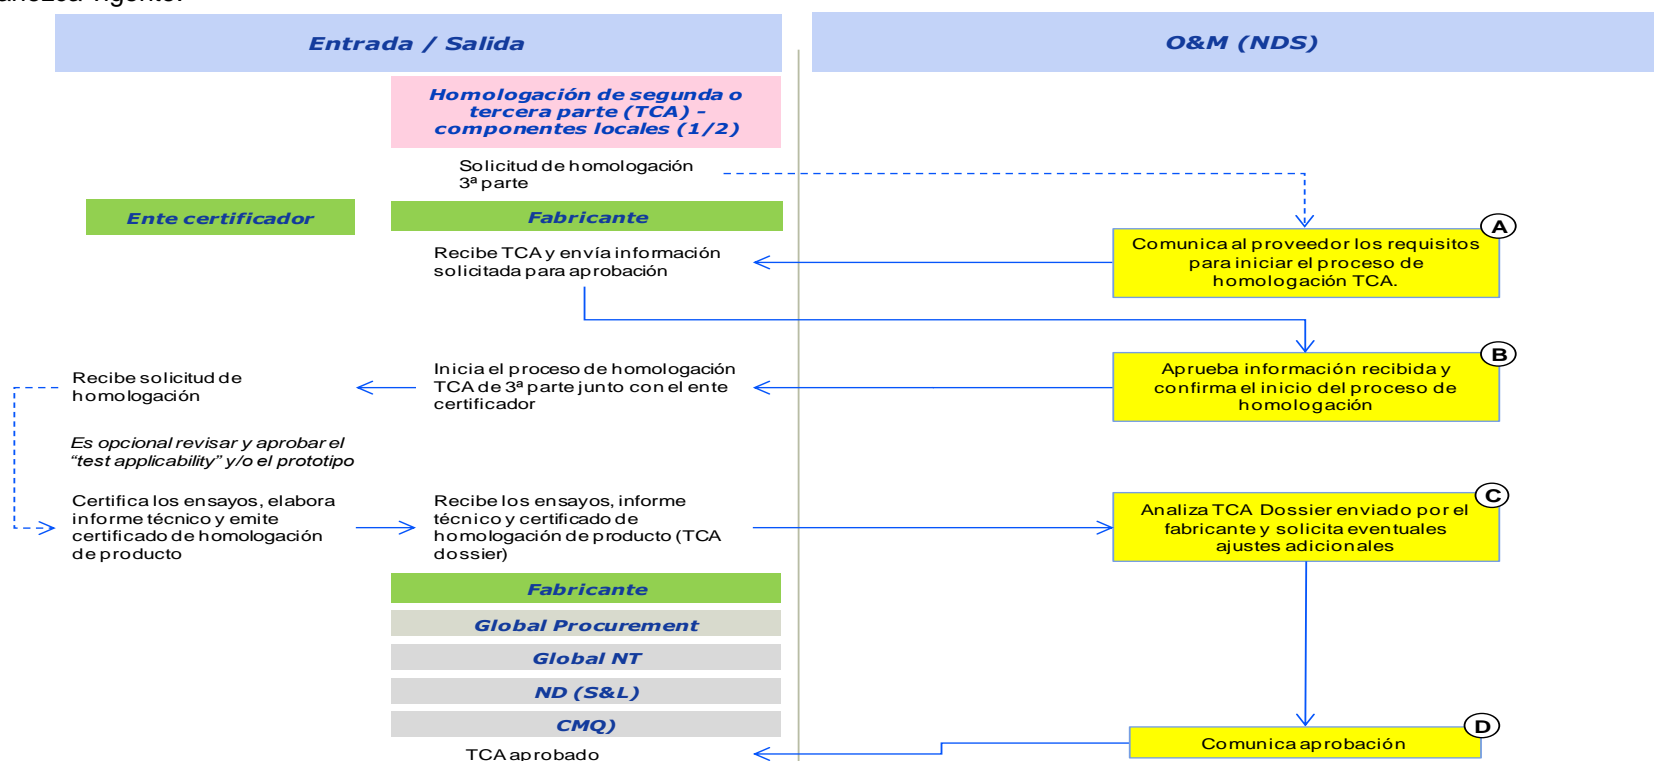 Entrada / Salida
O&M (NDS)
Homologación de segunda o
tercera parte (TCA) -
componentes locales (1/2)
Solicitud de homologación
3ª parte
Ente certificador
Fabricante
A
Comunica al proveedor los requisitos
para iniciar el proceso de
homologación TCA.
Recibe TCA y envía información
solicitada para aprobación
B
Aprueba información recibida y
confirma el inicio del proceso de
homologación
Inicia el proceso de homologación
TCA de 3ª parte junto con el ente
certificador
Recibe solicitud de
homologación
Es opcional revisar y aprobar el
“test applicability” y/o el prototipo
Certifica los ensayos, elabora
informe técnico y emite
certificado de homologación
de producto
Recibe los ensayos, informe
técnico y certificado de
homologación de producto (TCA
dossier)
C
Analiza TCA Dossier enviado por el
fabricante y solicita eventuales
ajustes adicionales
Fabricante
Global Procurement
Global NT
ND (S&L)
CMQ)
D
Comunica aprobación
TCA aprobado